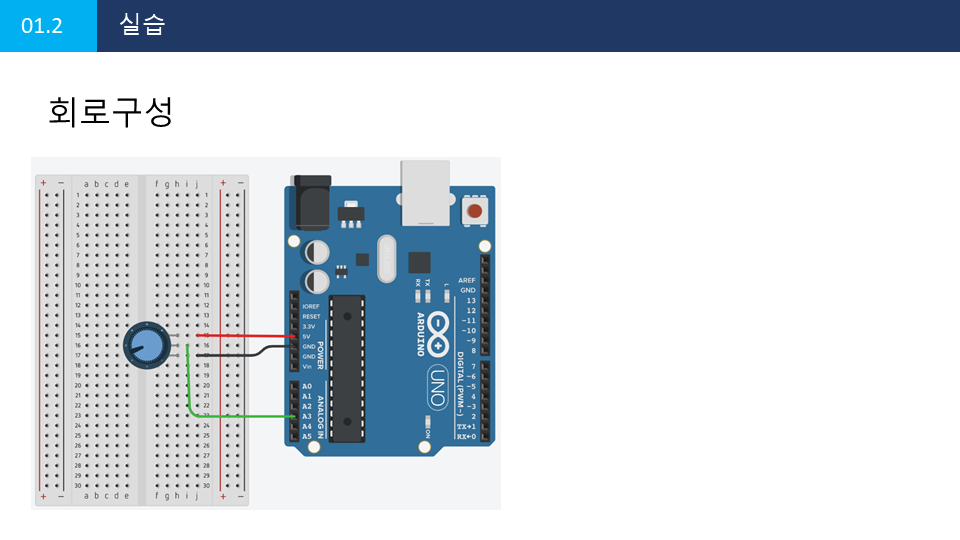 01.2 실습
회로구성
+ − a b c d e f g h i j + −
1 1
2 2
3 3
4 4
5 5
6 6
7 7
8 8
9 9
10 10
11 11
12 12
13 13
14 14
15 15
16 16
17 17
18 18
19 19
20 20
21 21
22 22
23 23
24 24
25 25
26 26
27 27
28 28
29 29
30 30
+ − a b c d e f g h i j + −
IOREF
RESET
3.3V
5V
GND
GND
Vin
POWER
A0
A1
A2
A3
A4
A5
ANALOG IN
RX
TX
L
ARDUINO
UNO
ON
AREF
GND
13
12
~11
~10
~9
8
7
~6
~5
4
~3
2
TX→1
RX←0
DIGITAL (PWM~)